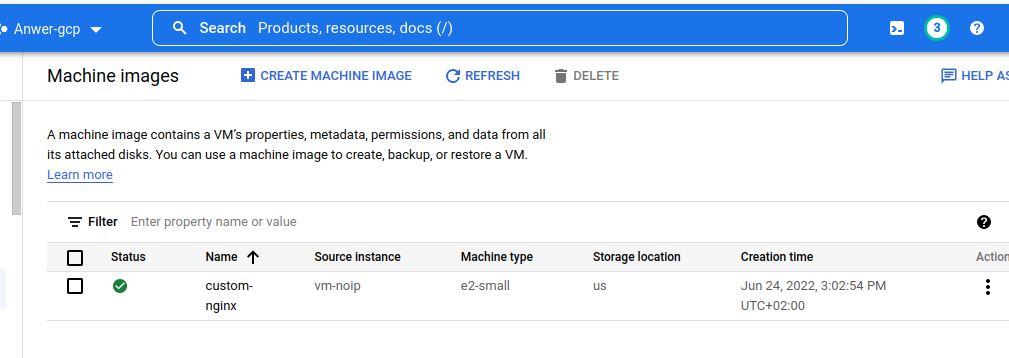 Anwer-gcp
Search Products, resources, docs (/)
3
?
Machine images
CREATE MACHINE IMAGE
REFRESH
DELETE
HELP AS
A machine image contains a VM's properties, metadata, permissions, and data from all
its attached disks. You can use a machine image to create, backup, or restore a VM.
Learn more
Filter Enter property name or value
?
Status Name Source instance Machine type Storage location Creation time Action
custom- vm-noip e2-small us Jun 24, 2022, 3:02:54 PM
nginx UTC+02:00